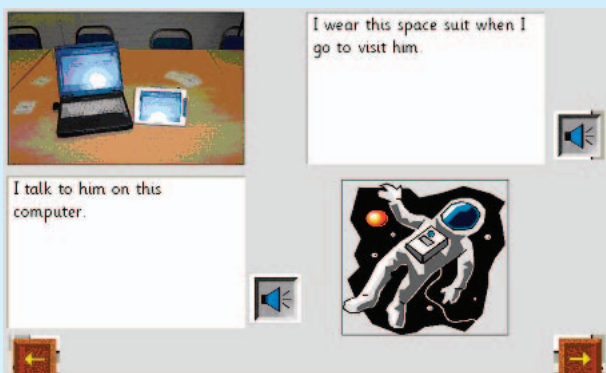 I wear this space suit when I
go to visit him.
I talk to him on this
computer.